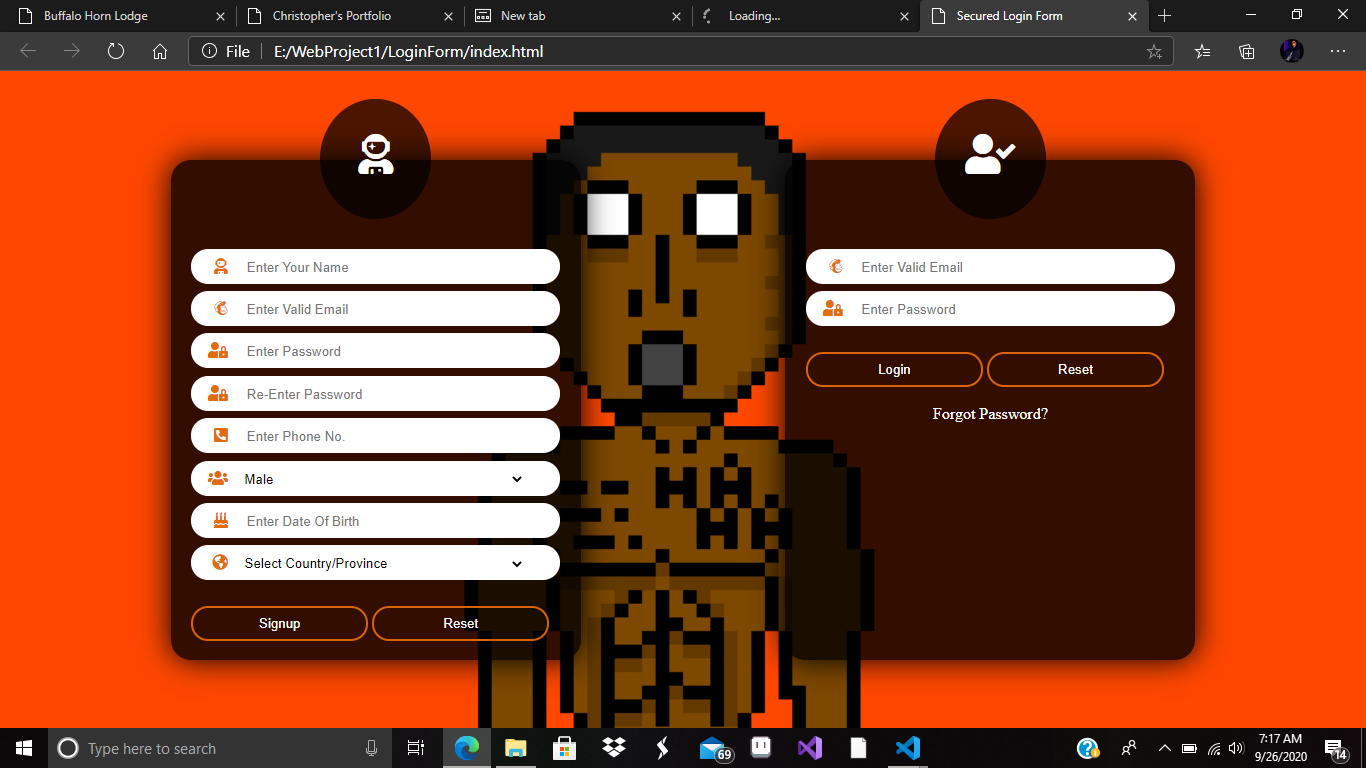 Buffalo Horn Lodge
Christopher's Portfolio
New tab
Loading...
Secured Login Form
File
E:/WebProject1/LoginForm/index.html
Enter Your Name
Enter Valid Email
Enter Password
Re-Enter Password
Enter Phone No.
Male
Enter Date Of Birth
Select Country/Province
Signup
Reset
Enter Valid Email
Enter Password
Login
Reset
Forgot Password?
HA
HH
Type here to search
69
7:17 AM
9/26/2020
14